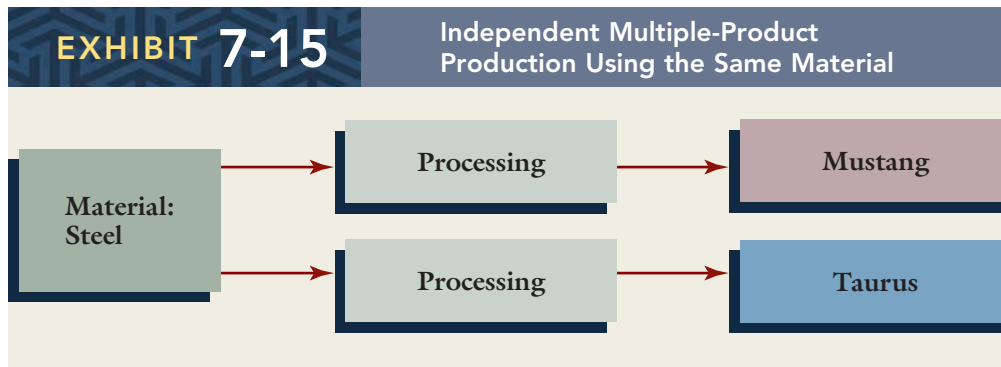 EXHIBIT 7-15
Independent Multiple-Product
Production Using the Same Material
Material:
Steel
Processing
Mustang
Processing
Taurus